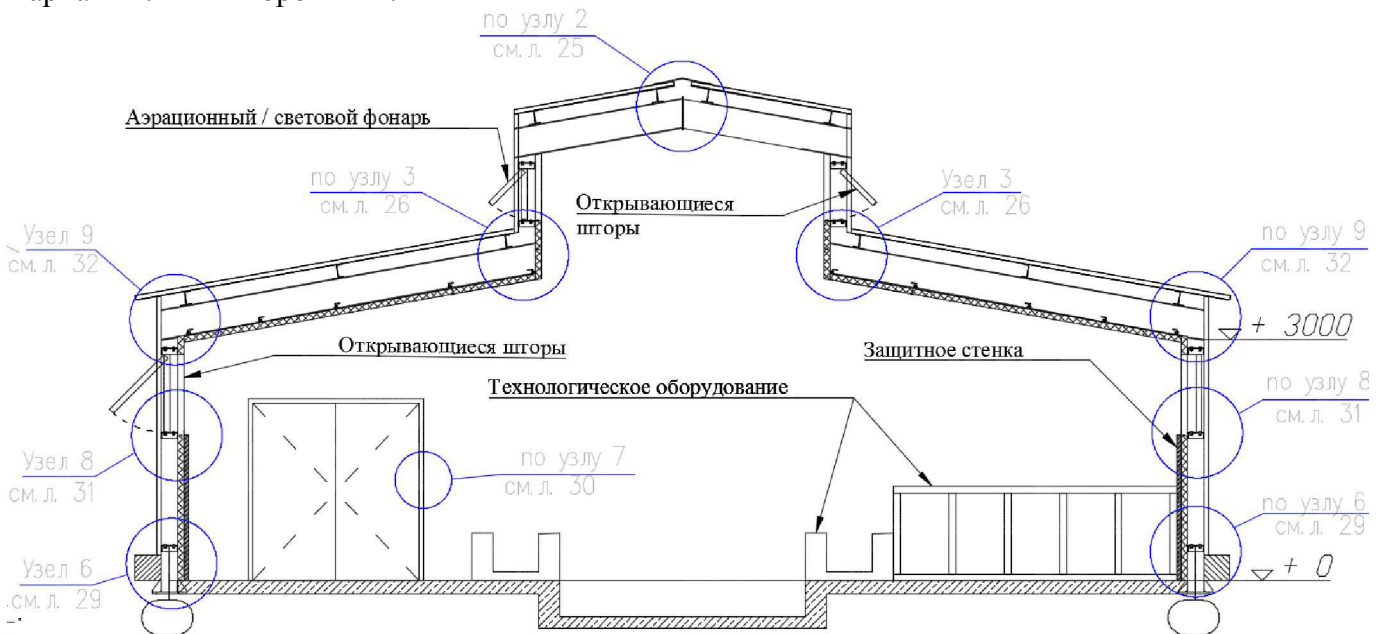 по узлу 2
см. л. 25
Аэрационный / световой фонарь
по узлу 3
см. л. 26
Открывающиеся
шторы
Узел 3
см. л. 26
Узел 9
см. л. 32
по узлу 9
см. л. 32
+ 3000
Открывающиеся шторы
Защитное стенка
Технологическое оборудование
по узлу 8
см. л. 31
Узел 8
см. л. 31
по узлу 7
см. л. 30
по узлу 6
см. л. 29
Узел 6
см. л. 29
+ 0